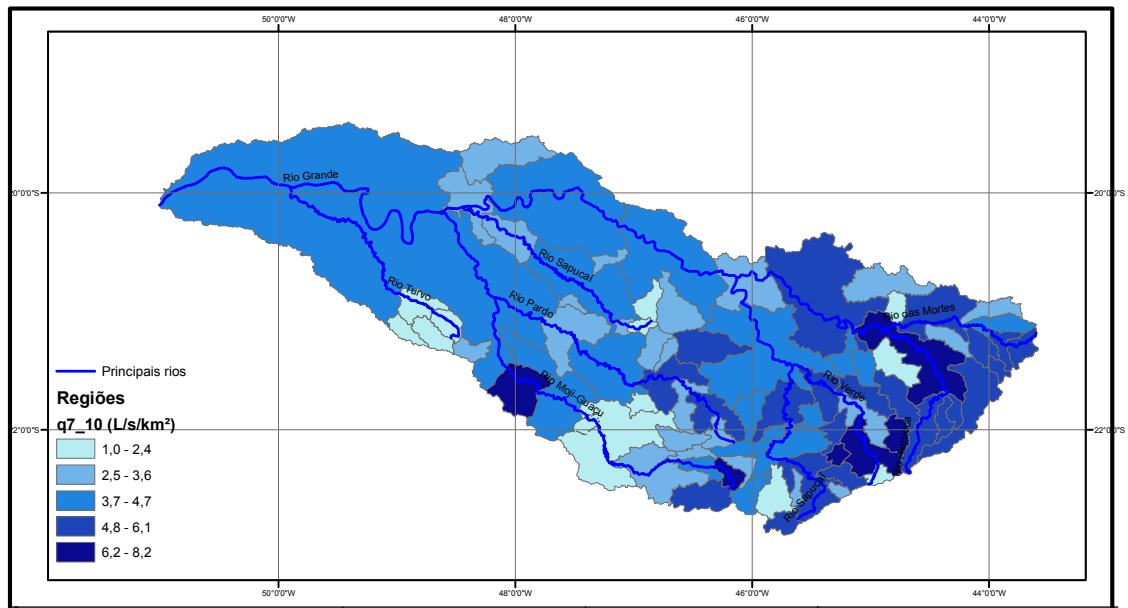 50°0'0"W 48°0'0"W 46°0'0"W 44°0'0"W
20°0'0"S
20°0'0"S
Rio Grande
Rio Sapucaí
Rio Turvo
Rio Pardo
Rio das Mortes
Rio Moji-Guaçu
Rio Verde
Rio Sapucaí
Principais rios
Regiões
q7_10 (L/s/km²)
1,0 - 2,4
2,5 - 3,6
3,7 - 4,7
4,8 - 6,1
6,2 - 8,2
22°0'0"S
50°0'0"W 48°0'0"W 46°0'0"W 44°0'0"W